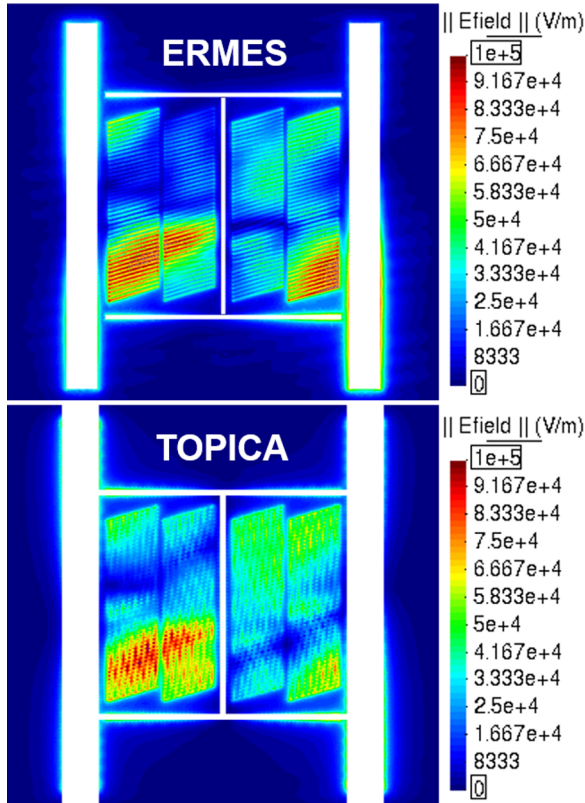 ERMES
|| Efield || (V/m)
1e+5
9.167e+4
8.333e+4
7.5e+4
6.667e+4
5.833e+4
5e+4
4.167e+4
3.333e+4
2.5e+4
1.667e+4
8333
0
TOPICA
|| Efield || (V/m)
1e+5
9.167e+4
8.333e+4
7.5e+4
6.667e+4
5.833e+4
5e+4
4.167e+4
3.333e+4
2.5e+4
1.667e+4
8333
0